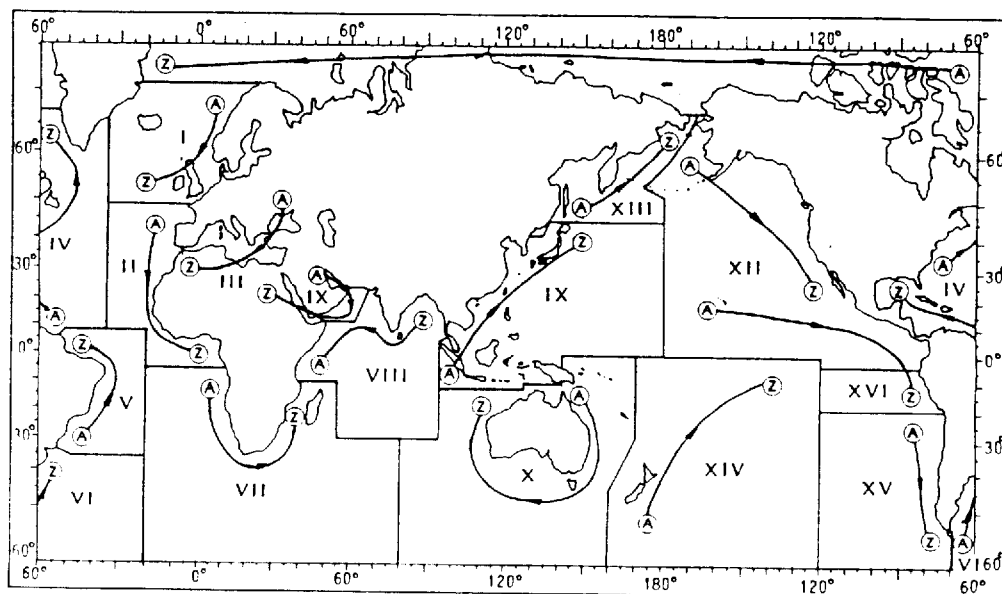 60° 0° 60° 120° 180° 120° 60°
Z A
A
Z I
60° 60°
Z A XIII Z A
IV A A
II Z III Z
30° XII 30°
A IX IX IV
Z Z Z Z
A Z A
0° Z Z A VIII A 0°
V A XVI Z
A Z Z A
30° A 30°
Z X XIV XV
VI VII A
A Z A
60° VI 60°
60° 0° 60° 120° 180° 120° 60°